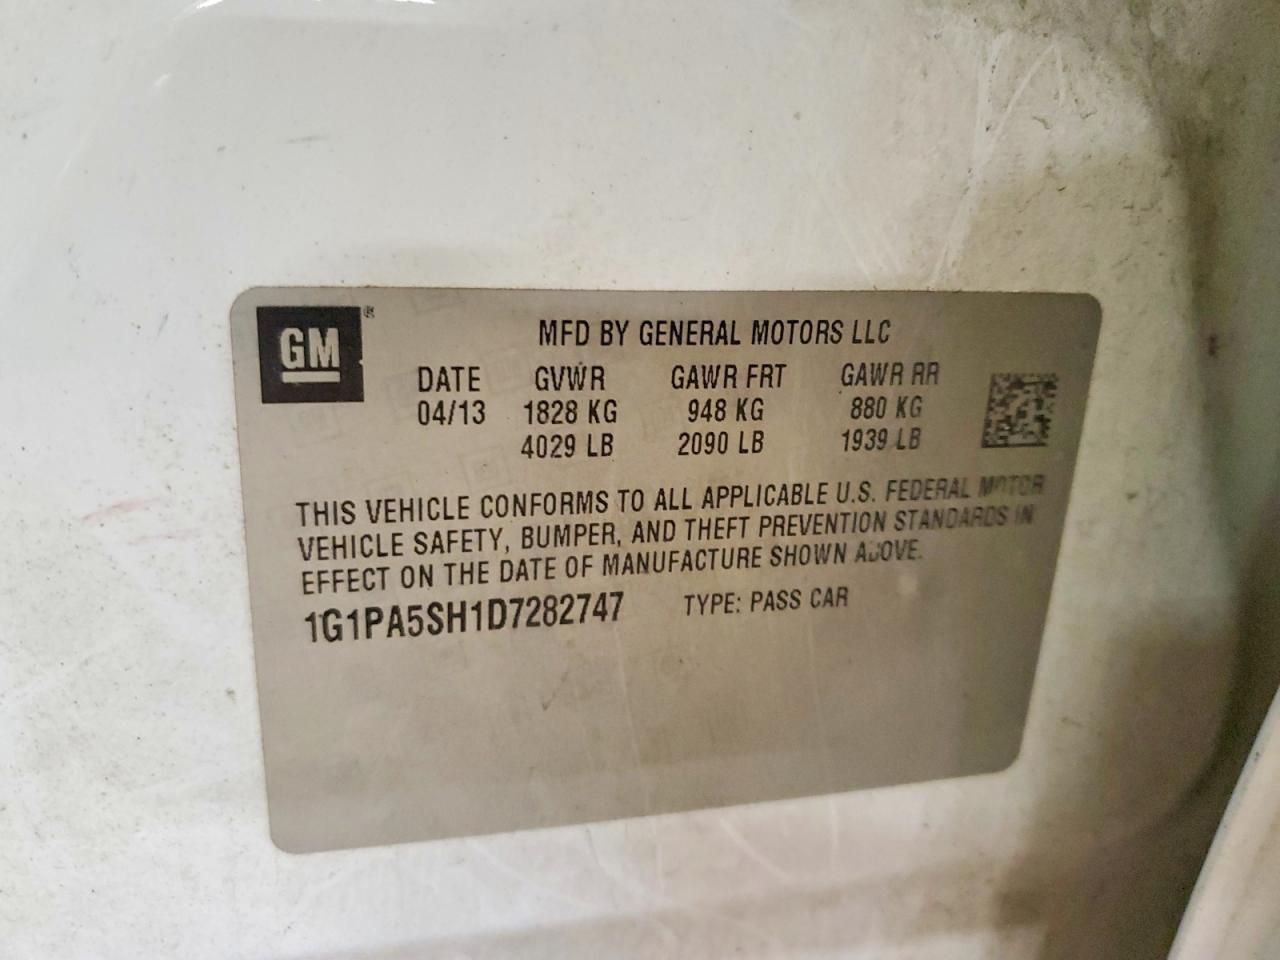 GM®
MFD BY GENERAL MOTORS LLC
DATE GVWR GAWR FRT GAWR RR
04/13 1828 KG 948 KG 880 KG
4029 LB 2090 LB 1939 LB
THIS VEHICLE CONFORMS TO ALL APPLICABLE U.S. FEDERAL MOTOR
VEHICLE SAFETY, BUMPER, AND THEFT PREVENTION STANDARDS IN
EFFECT ON THE DATE OF MANUFACTURE SHOWN ABOVE.
1G1PA5SH1D7282747 TYPE: PASS CAR